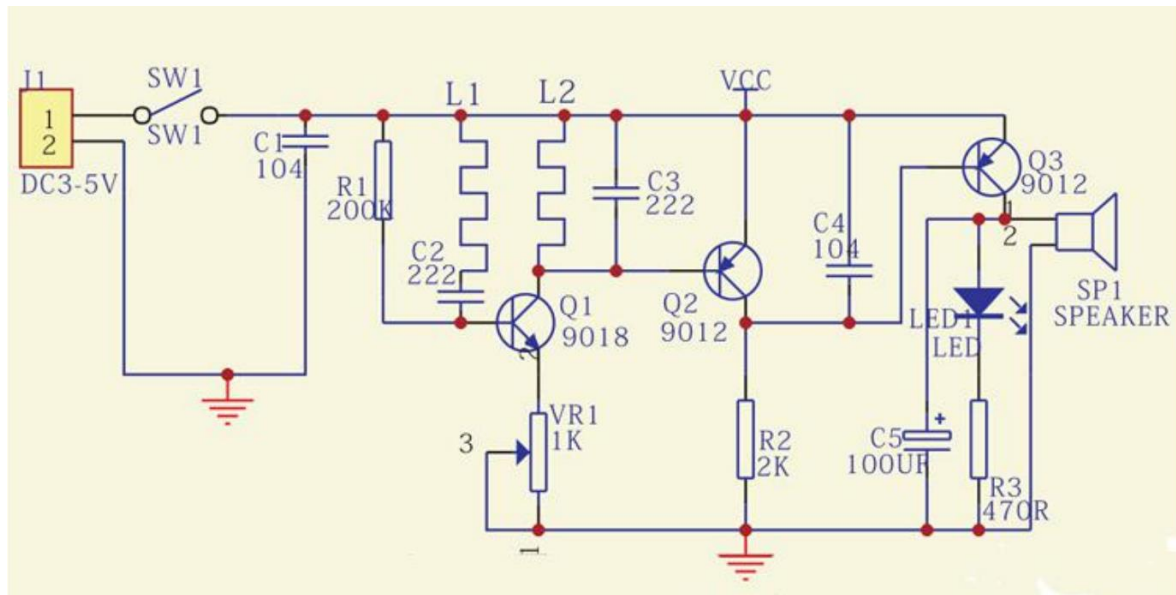 J1
1
2
DC3-5V
SW1
SW1
C1
104
R1
200K
L1
L2
C2
222
C3
222
Q1
9018
2
VR1
1K
3
1
VCC
Q2
9012
R2
2K
C4
104
Q3
9012
1
2
SP1
SPEAKER
LED1
LED
C5
+
100UF
R3
470R